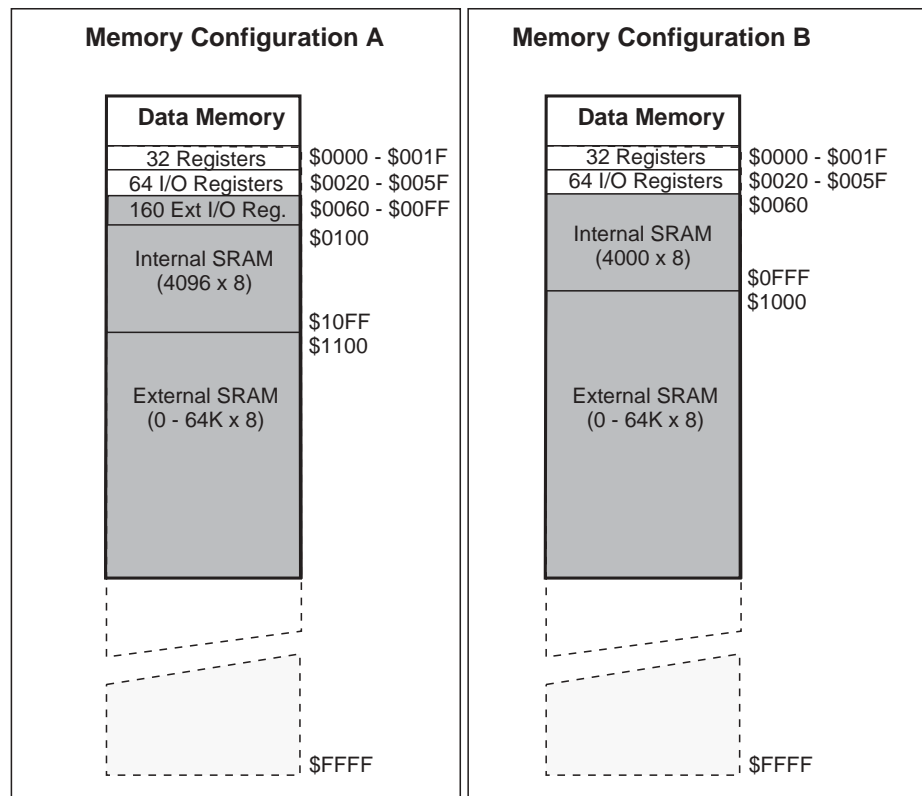 Memory Configuration A
Data Memory
32 Registers
$0000 - $001F
64 I/O Registers
$0020 - $005F
160 Ext I/O Reg.
$0060 - $00FF
$0100
Internal SRAM
(4096 x 8)
$10FF
$1100
External SRAM
(0 - 64K x 8)
$FFFF
Memory Configuration B
Data Memory
32 Registers
$0000 - $001F
64 I/O Registers
$0020 - $005F
$0060
Internal SRAM
(4000 x 8)
$0FFF
$1000
External SRAM
(0 - 64K x 8)
$FFFF